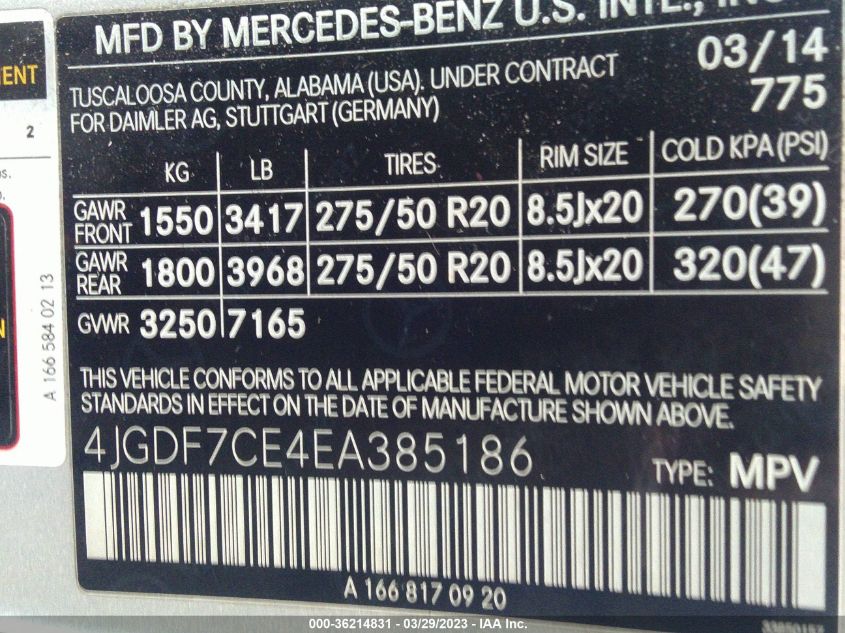 MFD BY MERCEDES-BENZ U.S. INTL., INC
03/14
TUSCALOOSA COUNTY, ALABAMA (USA). UNDER CONTRACT
775
FOR DAIMLER AG, STUTTGART (GERMANY)
KG LB TIRES RIM SIZE COLD KPA (PSI)
GAWR FRONT 1550 3417 275/50 R20 8.5Jx20 270(39)
GAWR REAR 1800 3968 275/50 R20 8.5Jx20 320(47)
GVWR 3250 7165
THIS VEHICLE CONFORMS TO ALL APPLICABLE FEDERAL MOTOR VEHICLE SAFETY
STANDARDS IN EFFECT ON THE DATE OF MANUFACTURE SHOWN ABOVE.
4JGDF7CE4EA385186
TYPE: MPV
A 166 817 09 20
A 166 584 02 13
2
000-36214831 - 03/29/2023 - IAA Inc.